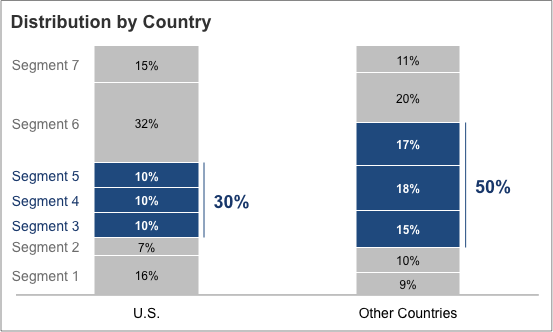 Distribution by Country
Segment 7 15% 11%
Segment 6 32% 20%
Segment 5 10% 17%
Segment 4 10% 30% 18% 50%
Segment 3 10% 15%
Segment 2 7% 10%
Segment 1 16% 9%
U.S. Other Countries